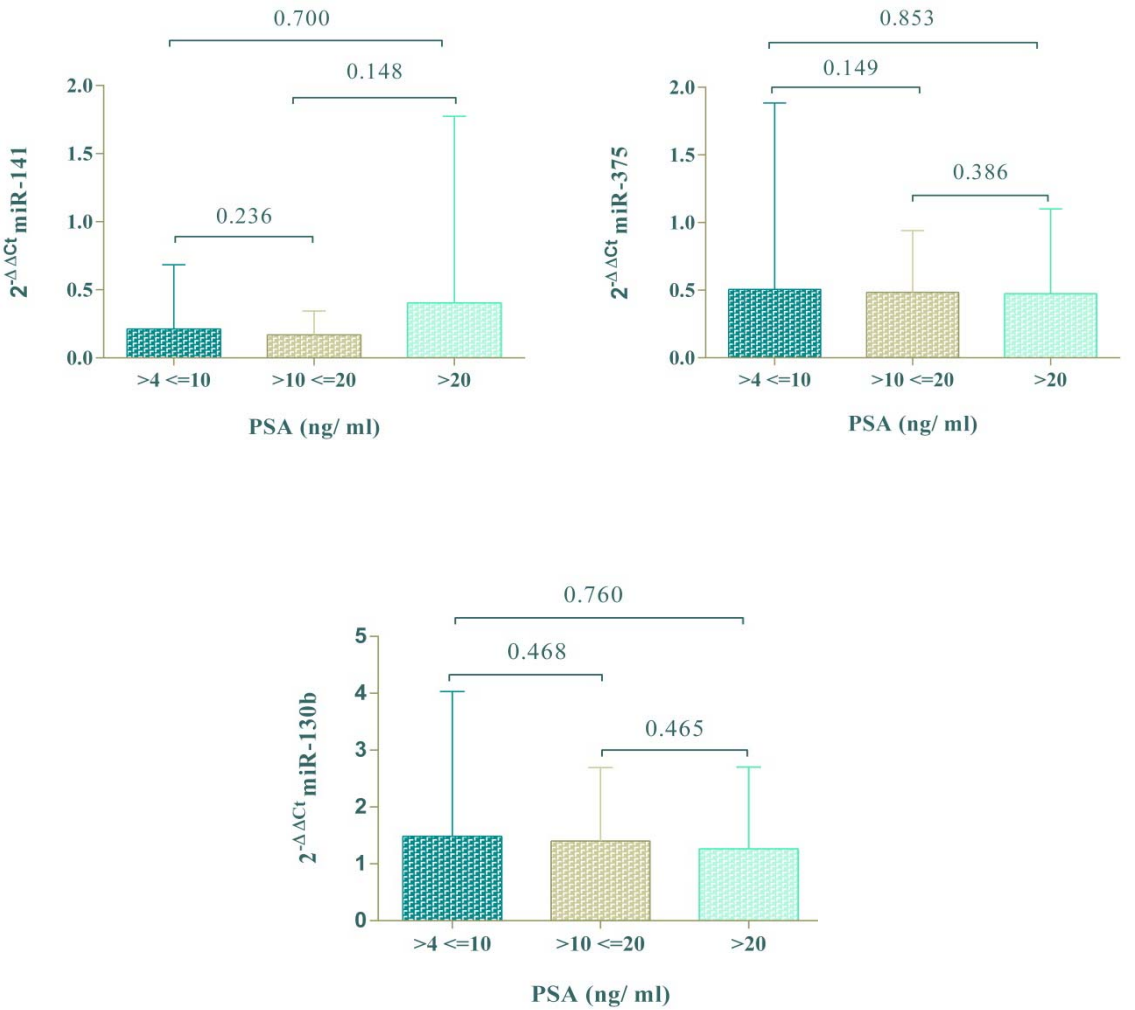 0.700
0.148
0.236
2.0
1.5
1.0
0.5
0.0
2-ΔΔCt miR-141
>4 <=10 >10 <=20 >20
PSA (ng/ ml)
0.853
0.149
0.386
2.0
1.5
1.0
0.5
0.0
2-ΔΔCt miR-375
>4 <=10 >10 <=20 >20
PSA (ng/ ml)
0.760
0.468
0.465
5
4
3
2
1
0
2-ΔΔCt miR-130b
>4 <=10 >10 <=20 >20
PSA (ng/ ml)